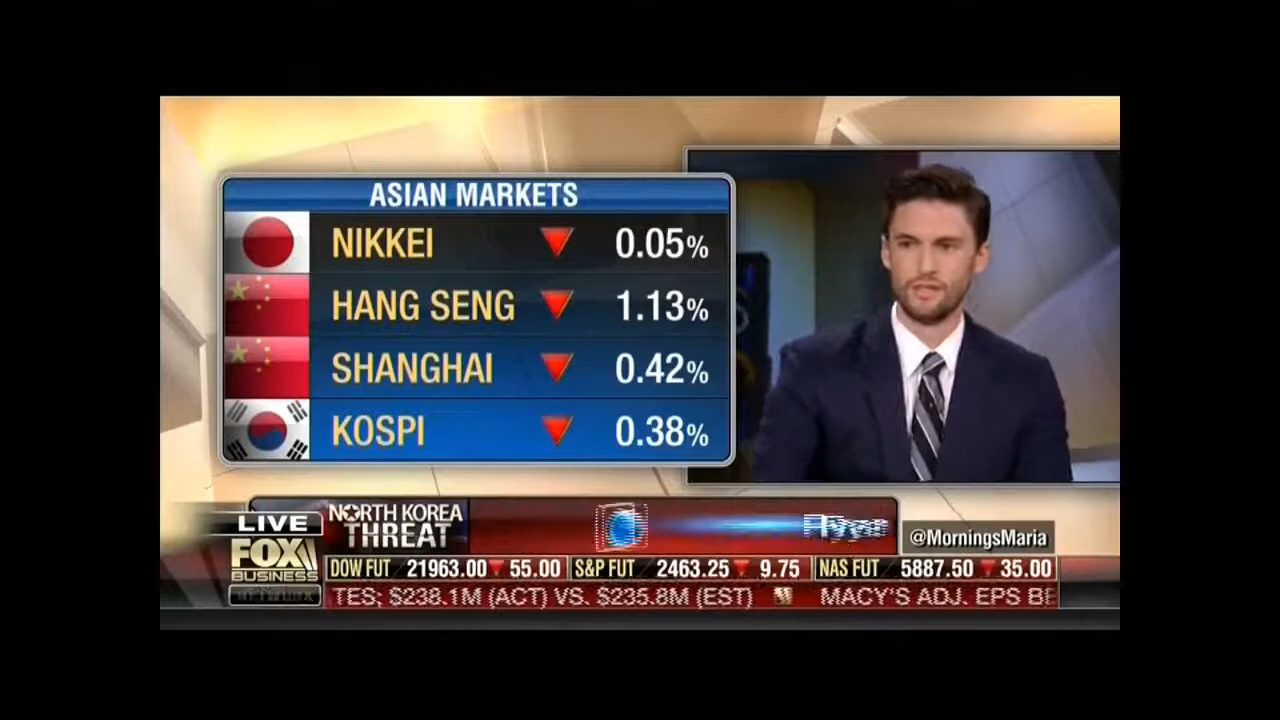 ASIAN MARKETS
NIKKEI 0.05%
HANG SENG 1.13%
SHANGHAI 0.42%
KOSPI 0.38%
LIVE
FOX
BUSINESS
NORTH KOREA
THREAT
@MorningsMaria
DOW FUT 21963.00 55.00 S&P FUT 2463.25 9.75 NAS FUT 5887.50 35.00
TES; $238.1M (ACT) VS. $235.8M (EST) MACY'S ADJ. EPS BE